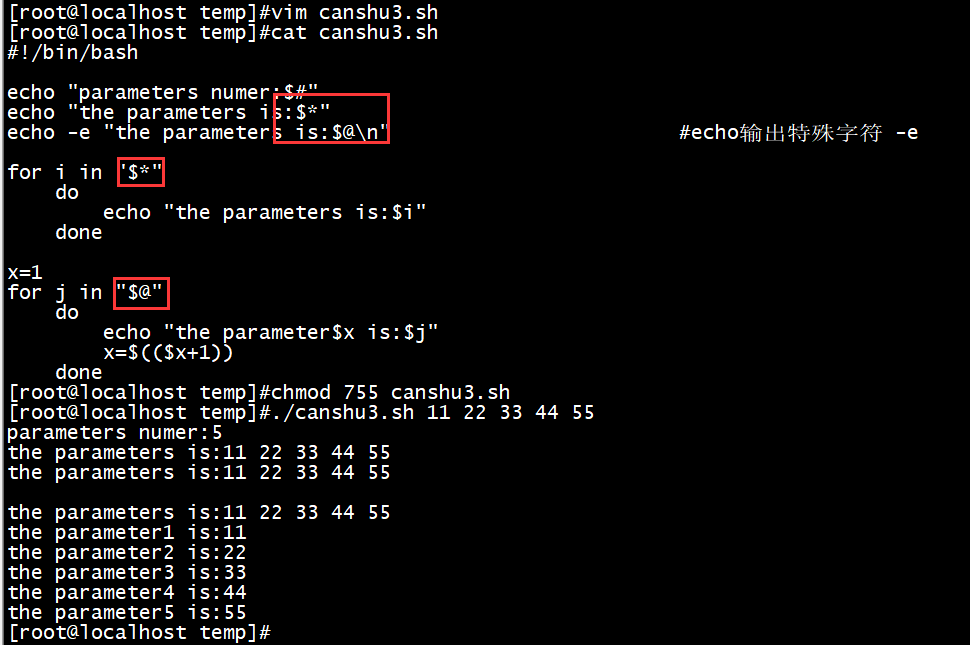 [root@localhost temp]#vim canshu3.sh
[root@localhost temp]#cat canshu3.sh
#!/bin/bash
echo "parameters numer:$#"
echo "the parameters is:$*"
echo -e "the parameters is:$@\n" #echo输出特殊字符 -e
for i in "$*"
do
echo "the parameters is:$i"
done
x=1
for j in "$@"
do
echo "the parameter$x is:$j"
x=$(($x+1))
done
[root@localhost temp]#chmod 755 canshu3.sh
[root@localhost temp]#./canshu3.sh 11 22 33 44 55
parameters numer:5
the parameters is:11 22 33 44 55
the parameters is:11 22 33 44 55
the parameters is:11 22 33 44 55
the parameter1 is:11
the parameter2 is:22
the parameter3 is:33
the parameter4 is:44
the parameter5 is:55
[root@localhost temp]#